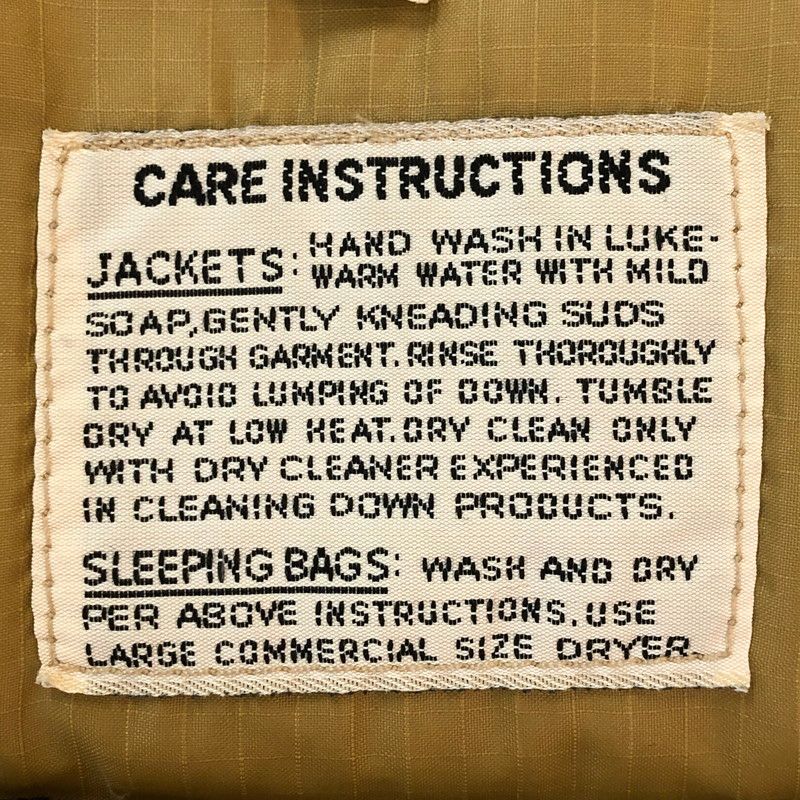 CARE INSTRUCTIONS
JACKETS: HAND WASH IN LUKE-
WARM WATER WITH MILD
SOAP, GENTLY KNEADING SUDS
THROUGH GARMENT. RINSE THOROUGHLY
TO AVOID LUMPING OF DOWN. TUMBLE
DRY AT LOW HEAT. DRY CLEAN ONLY
WITH DRY CLEANER EXPERIENCED
IN CLEANING DOWN PRODUCTS.
SLEEPING BAGS: WASH AND DRY
PER ABOVE INSTRUCTIONS. USE
LARGE COMMERCIAL SIZE DRYER.